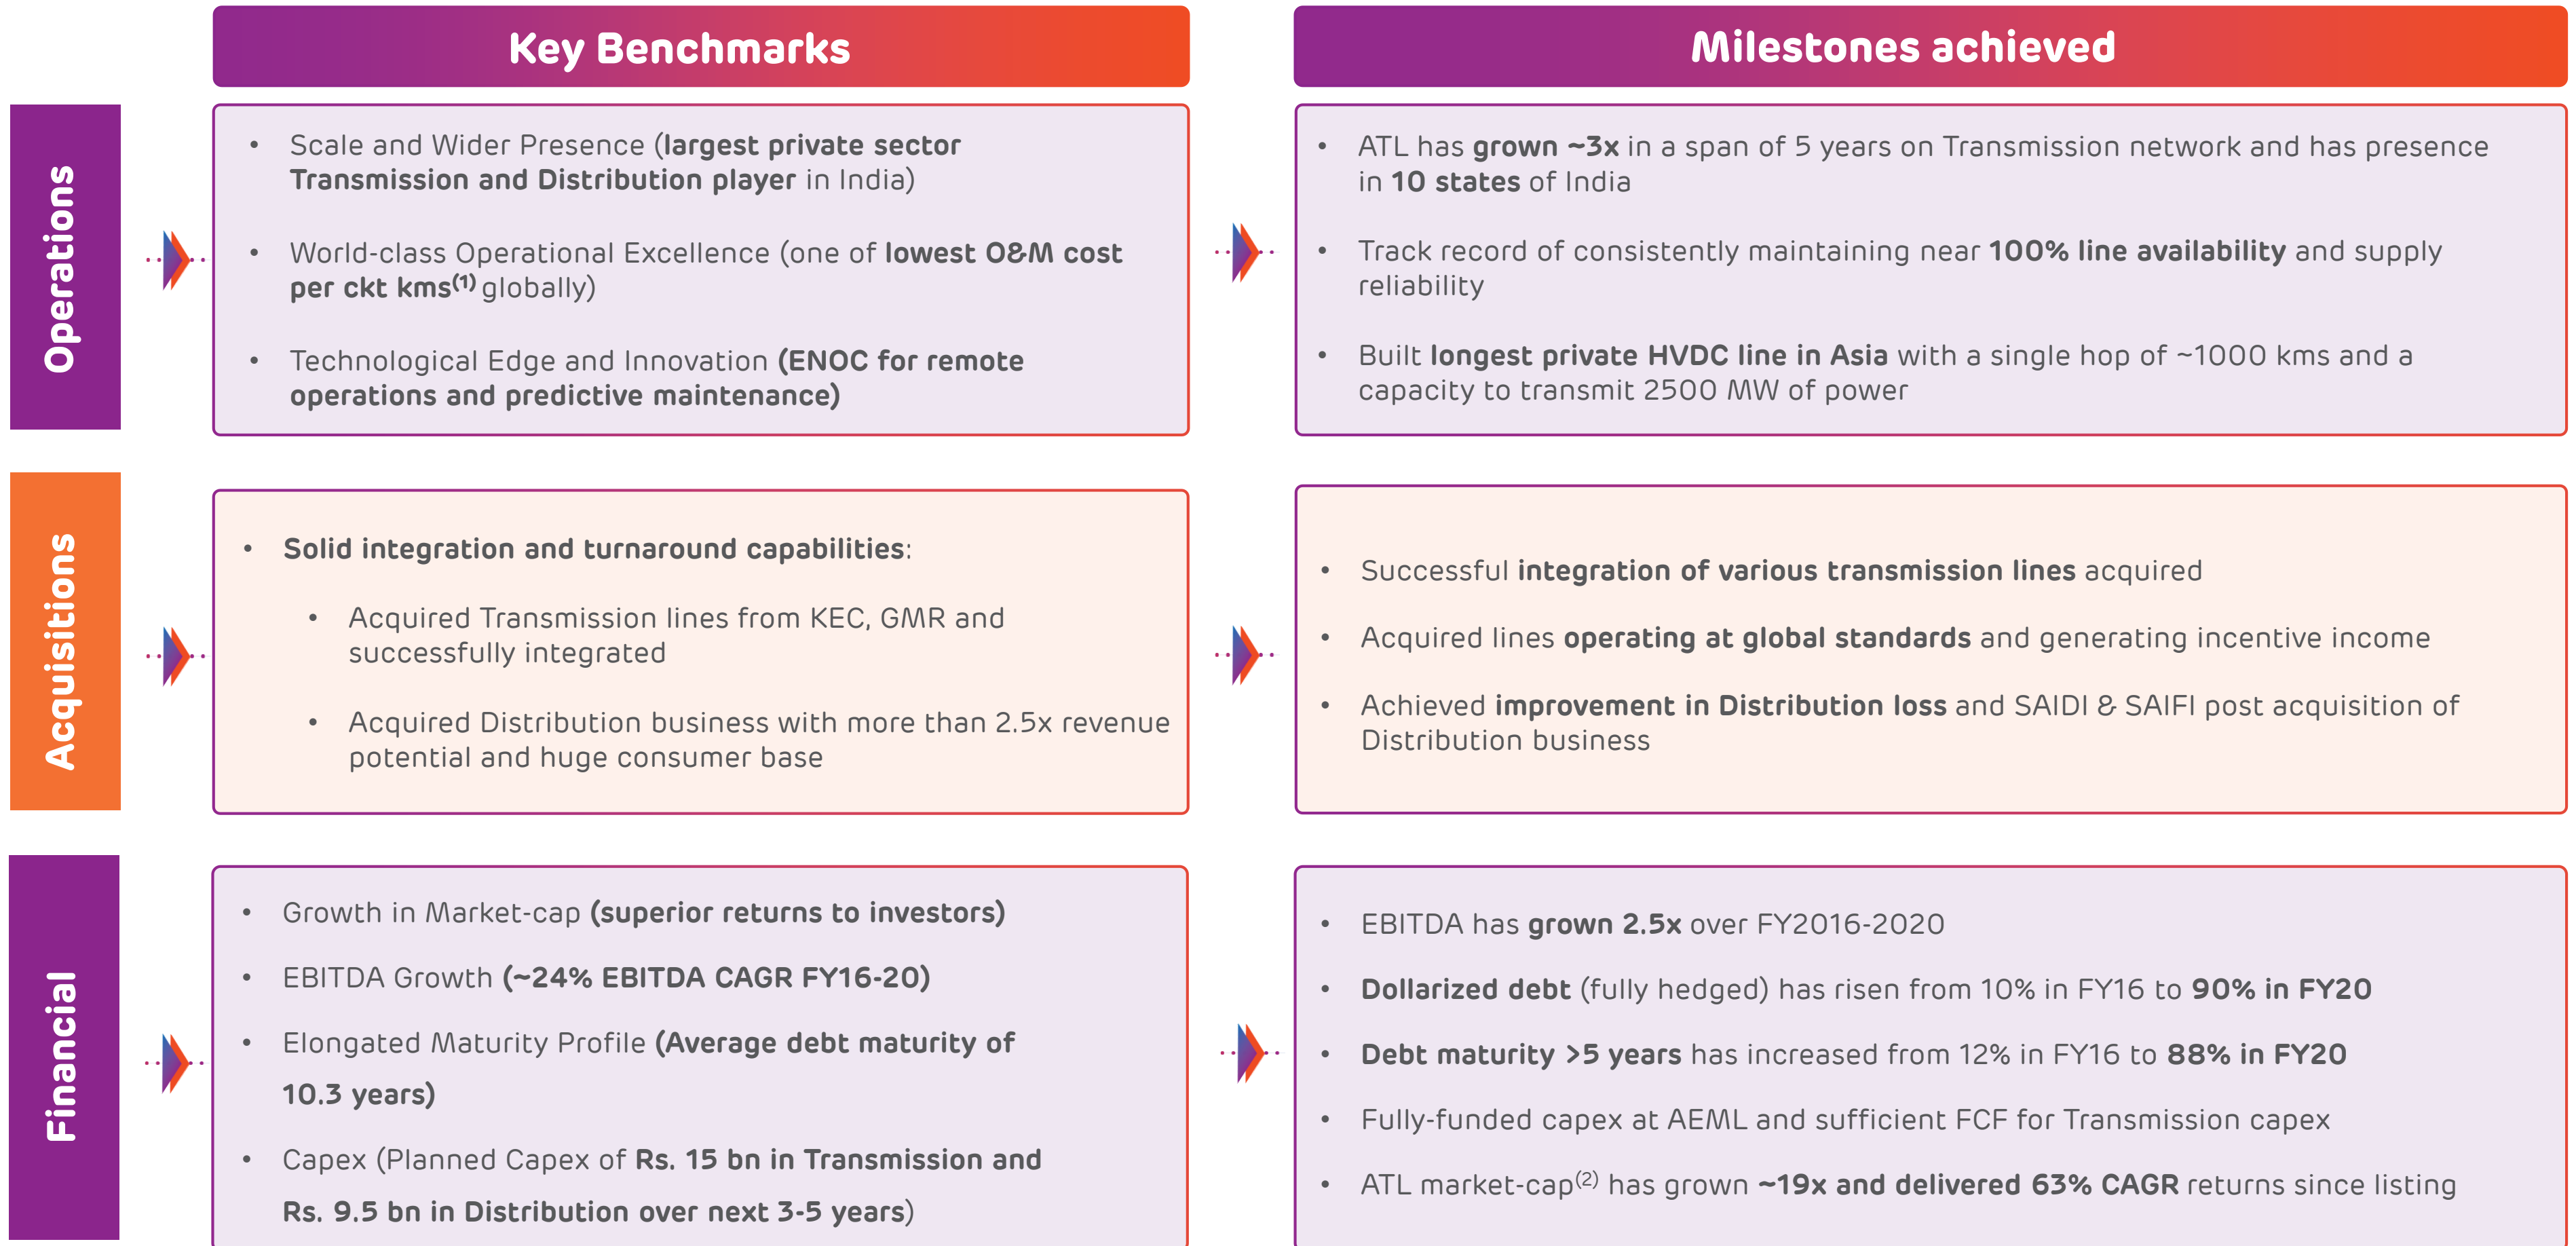 Key Benchmarks
Milestones achieved
Operations
• Scale and Wider Presence (largest private sector
Transmission and Distribution player in India)
• World-class Operational Excellence (one of lowest O&M cost
per ckt kms(1) globally)
• Technological Edge and Innovation (ENOC for remote
operations and predictive maintenance)
• ATL has grown ~3x in a span of 5 years on Transmission network and has presence
in 10 states of India
• Track record of consistently maintaining near 100% line availability and supply
reliability
• Built longest private HVDC line in Asia with a single hop of ~1000 kms and a
capacity to transmit 2500 MW of power
Acquisitions
• Solid integration and turnaround capabilities:
• Acquired Transmission lines from KEC, GMR and
successfully integrated
• Acquired Distribution business with more than 2.5x revenue
potential and huge consumer base
• Successful integration of various transmission lines acquired
• Acquired lines operating at global standards and generating incentive income
• Achieved improvement in Distribution loss and SAIDI & SAIFI post acquisition of
Distribution business
Financial
• Growth in Market-cap (superior returns to investors)
• EBITDA Growth (~24% EBITDA CAGR FY16-20)
• Elongated Maturity Profile (Average debt maturity of
10.3 years)
• Capex (Planned Capex of Rs. 15 bn in Transmission and
Rs. 9.5 bn in Distribution over next 3-5 years)
• EBITDA has grown 2.5x over FY2016-2020
• Dollarized debt (fully hedged) has risen from 10% in FY16 to 90% in FY20
• Debt maturity >5 years has increased from 12% in FY16 to 88% in FY20
• Fully-funded capex at AEML and sufficient FCF for Transmission capex
• ATL market-cap(2) has grown ~19x and delivered 63% CAGR returns since listing